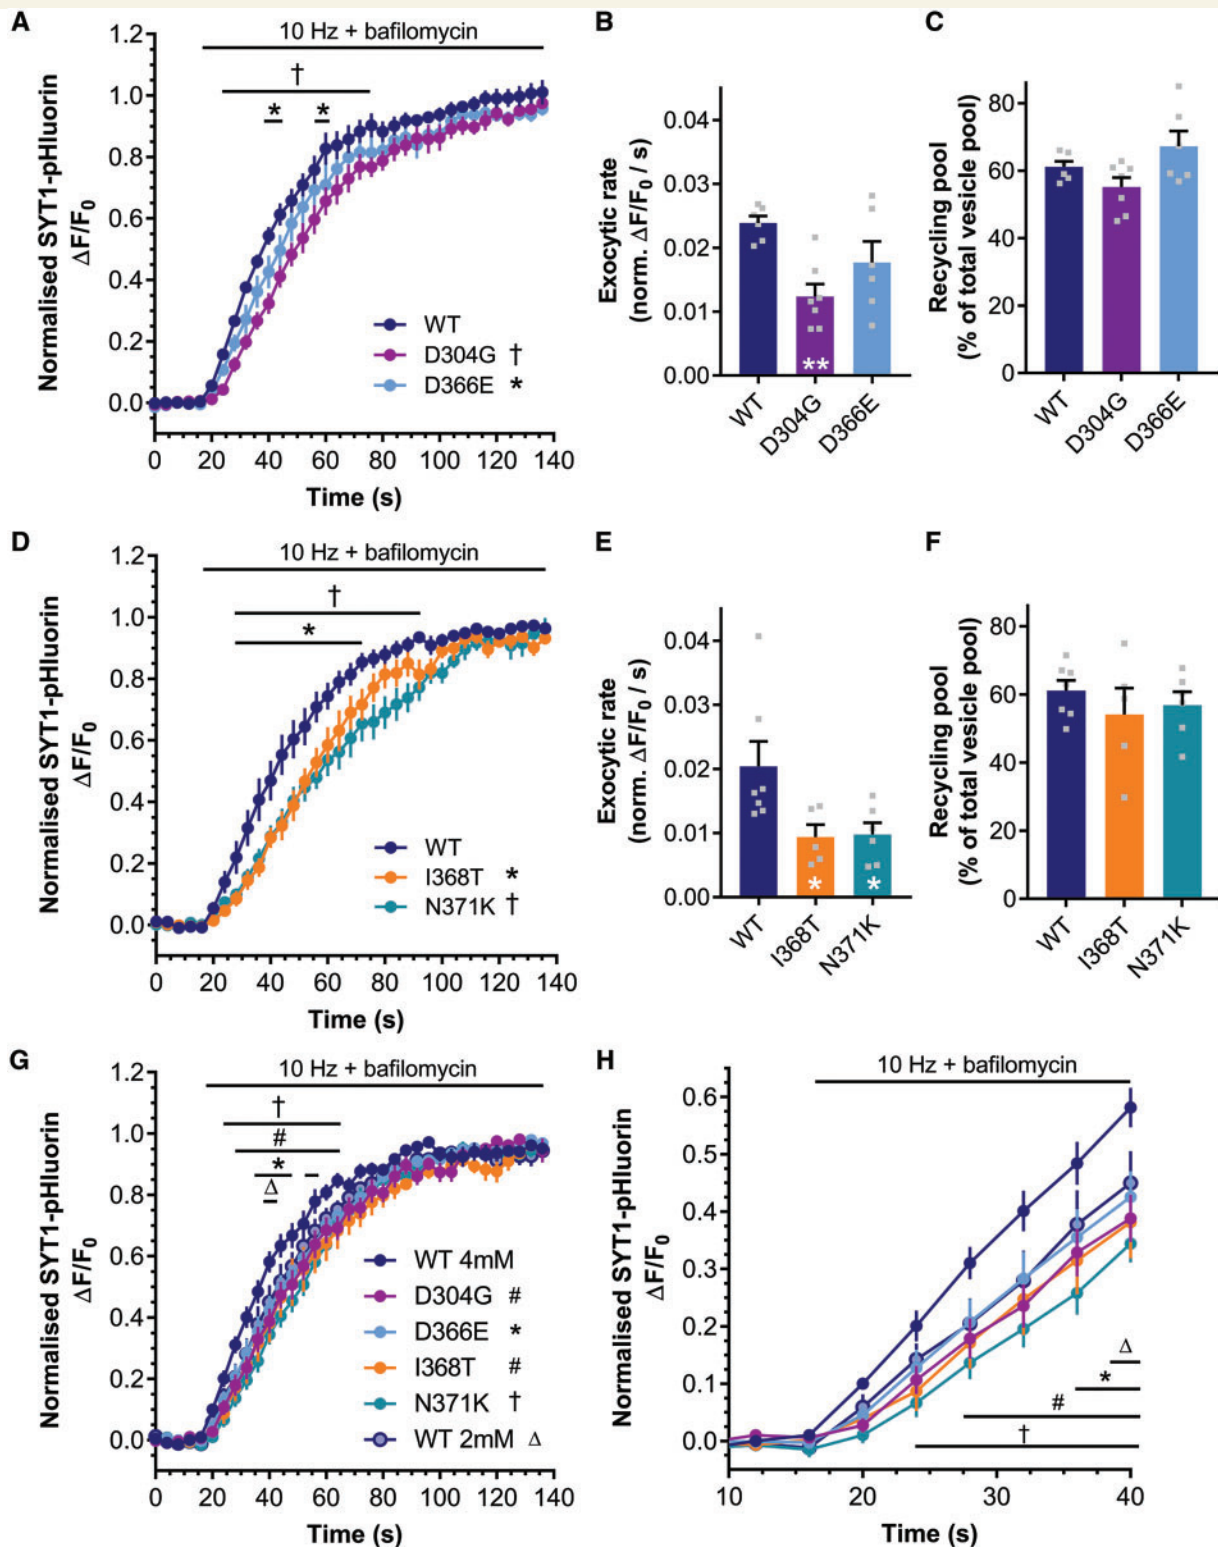 A
10 Hz + bafilomycin
†
* *
Normalised SYT1-pHluorin
ΔF/F0
1.2
1.0
0.8
0.6
0.4
0.2
0.0
WT
D304G †
D366E *
0 20 40 60 80 100 120 140
Time (s)
B
Exocytic rate
(norm. ΔF/F0 / s)
0.04
0.03
0.02
0.01
0.00
**
WT D304G D366E
C
Recycling pool
(% of total vesicle pool)
80
60
40
20
0
WT D304G D366E
D
10 Hz + bafilomycin
†
*
Normalised SYT1-pHluorin
ΔF/F0
1.2
1.0
0.8
0.6
0.4
0.2
0.0
WT
I368T *
N371K †
0 20 40 60 80 100 120 140
Time (s)
E
Exocytic rate
(norm. ΔF/F0 / s)
0.04
0.03
0.02
0.01
0.00
* *
WT I368T N371K
F
Recycling pool
(% of total vesicle pool)
80
60
40
20
0
WT I368T N371K
G
10 Hz + bafilomycin
†
#
*
Δ
Normalised SYT1-pHluorin
ΔF/F0
1.2
1.0
0.8
0.6
0.4
0.2
0.0
WT 4mM
D304G #
D366E *
I368T #
N371K †
WT 2mM Δ
0 20 40 60 80 100 120 140
Time (s)
H
10 Hz + bafilomycin
Normalised SYT1-pHluorin
ΔF/F0
0.6
0.5
0.4
0.3
0.2
0.1
0.0
Δ
*
#
†
10 20 30 40
Time (s)